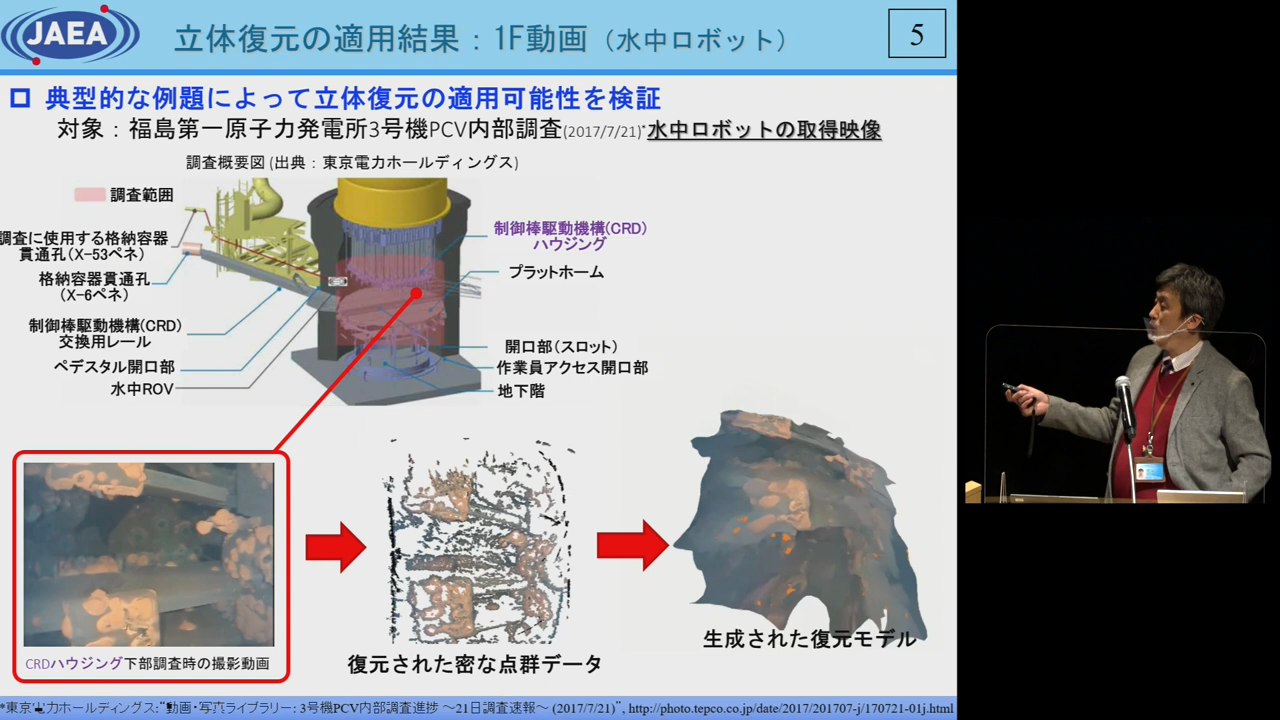 JAEA
立体復元の適用結果：1F動画（水中ロボット）
5
典型的な例題によって立体復元の適用可能性を検証
対象：福島第一原子力発電所3号機PCV内部調査(2017/7/21)*水中ロボットの取得映像
調査概要図 (出典：東京電力ホールディングス)
調査範囲
調査に使用する格納容器
貫通孔（X-53ペネ）
格納容器貫通孔
（X-6ペネ）
制御棒駆動機構(CRD)
交換用レール
ペデスタル開口部
水中ROV
制御棒駆動機構(CRD)
ハウジング
プラットホーム
開口部（スロット）
作業員アクセス開口部
地下階
CRDハウジング下部調査時の撮影動画
復元された密な点群データ
生成された復元モデル
*東京電力ホールディングス:“動画・写真ライブラリー: 3号機PCV内部調査進捗 ～21日調査速報～ (2017/7/21)”, http://photo.tepco.co.jp/date/2017/201707-j/170721-01j.html